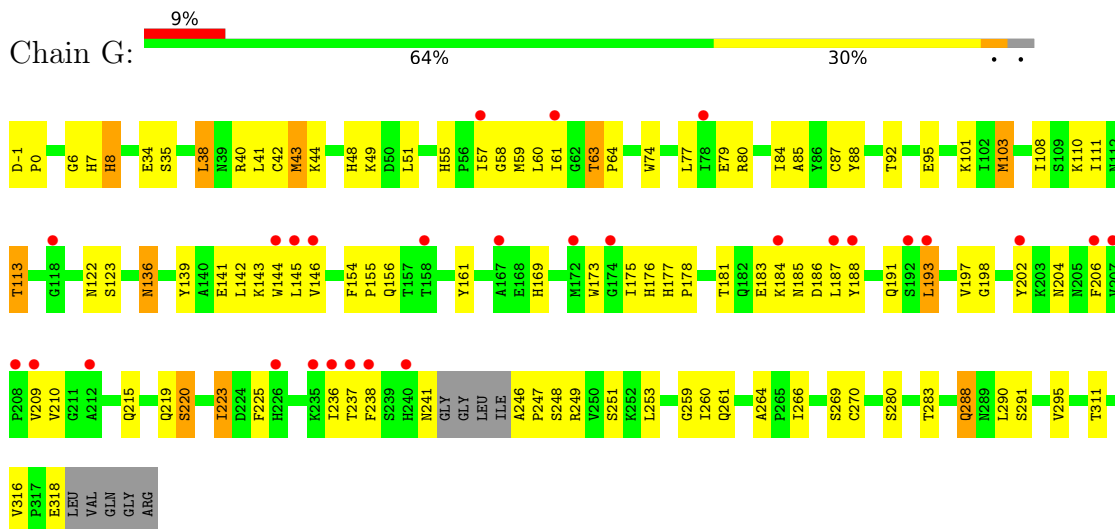 9%
Chain G:
64% 30% • •
D-1 P0 G6 H7 H8 E34 S35 L38 N39 R40 L41 C42 M43 K44 H48 K49 D50 L51 H55 P56 I57 G58 M59 L60 I61 G62 T63 P64 W74 L77 I78 E79 R80 I84 A85 Y86 C87 Y88 T92 E95 K101 I102 M103 I108 S109 K110 I111 N112
T113 G118 N122 S123 N136 Y139 A140 E141 L142 K143 W144 L145 V146 F154 P155 Q156 T157 T158 Y161 A167 E168 H169 M172 W173 G174 I175 H176 H177 P178 T181 Q182 E183 K184 N185 D186 L187 Y188 Q191 S192 L193 V197 G198 Y202 K203 N204 N205 F206 V207
P208 V209 V210 G211 A212 Q215 Q219 S220 I223 D224 F225 H226 K235 I236 T237 F238 S239 H240 N241 GLY GLY LEU ILE A246 P247 S248 R249 V250 S251 K252 L253 G259 I260 Q261 A264 P265 I266 S269 C270 S280 T283 Q288 N289 L290 S291 V295 T311
V316 P317 E318 LEU VAL GLN GLY ARG